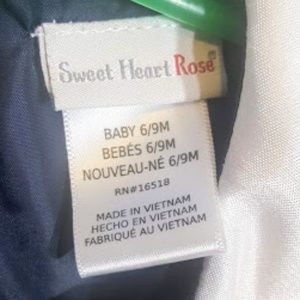 Sweet Heart Rose®
BABY 6/9M
BEBÉS 6/9M
NOUVEAU-NÉ 6/9M
RN#16518
MADE IN VIETNAM
HECHO EN VIETNAM
FABRIQUÉ AU VIETNAM